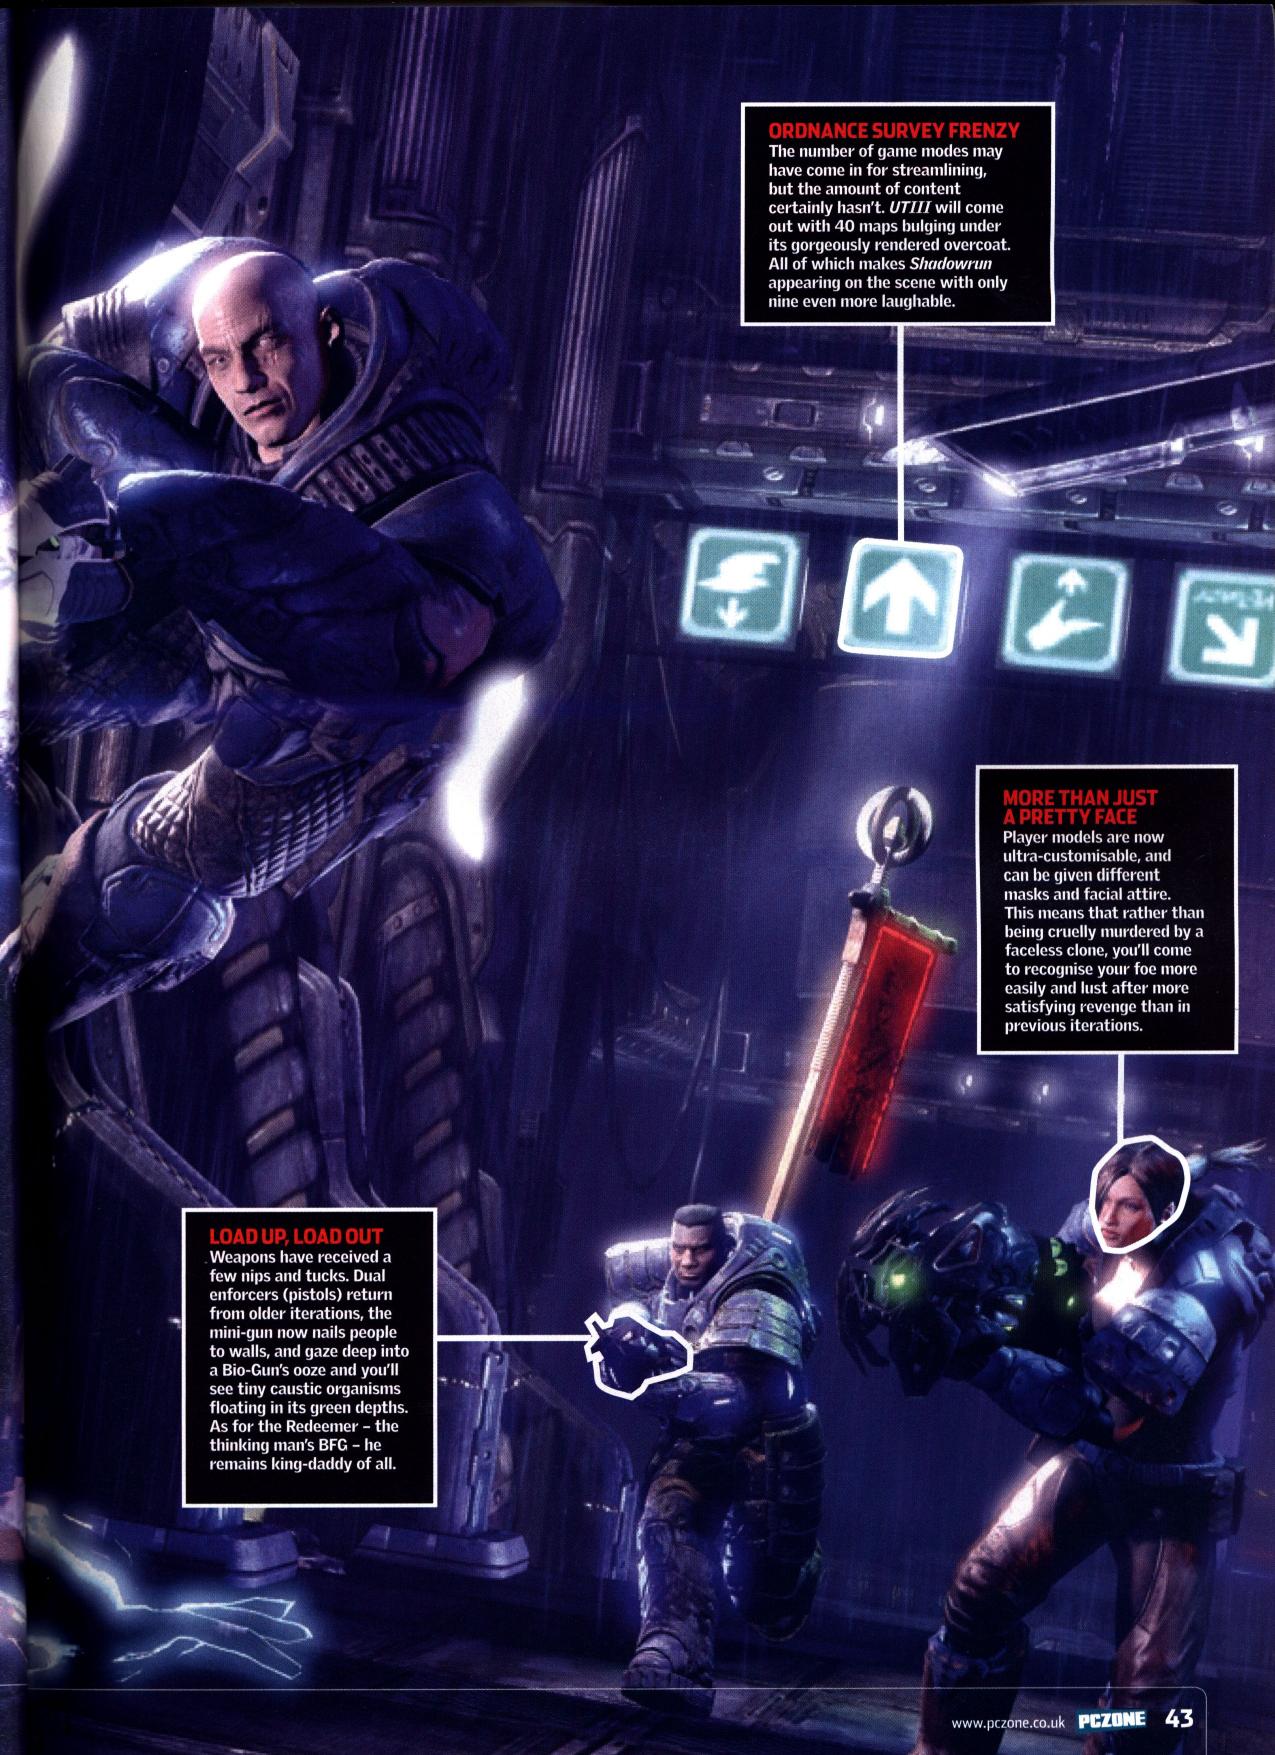 ORDNANCE SURVEY FRENZY
The number of game modes may
have come in for streamlining,
but the amount of content
certainly hasn't. UTIII will come
out with 40 maps bulging under
its gorgeously rendered overcoat.
All of which makes Shadowrun
appearing on the scene with only
nine even more laughable.
MORE THAN JUST
A PRETTY FACE
Player models are now
ultra-customisable, and
can be given different
masks and facial attire.
This means that rather than
being cruelly murdered by a
faceless clone, you'll come
to recognise your foe more
easily and lust after more
satisfying revenge than in
previous iterations.
LOAD UP, LOAD OUT
Weapons have received a
few nips and tucks. Dual
enforcers (pistols) return
from older iterations, the
mini-gun now nails people
to walls, and gaze deep into
a Bio-Gun's ooze and you'll
see tiny caustic organisms
floating in its green depths.
As for the Redeemer – the
thinking man's BFG – he
remains king-daddy of all.
www.pczone.co.uk PCZONE 43